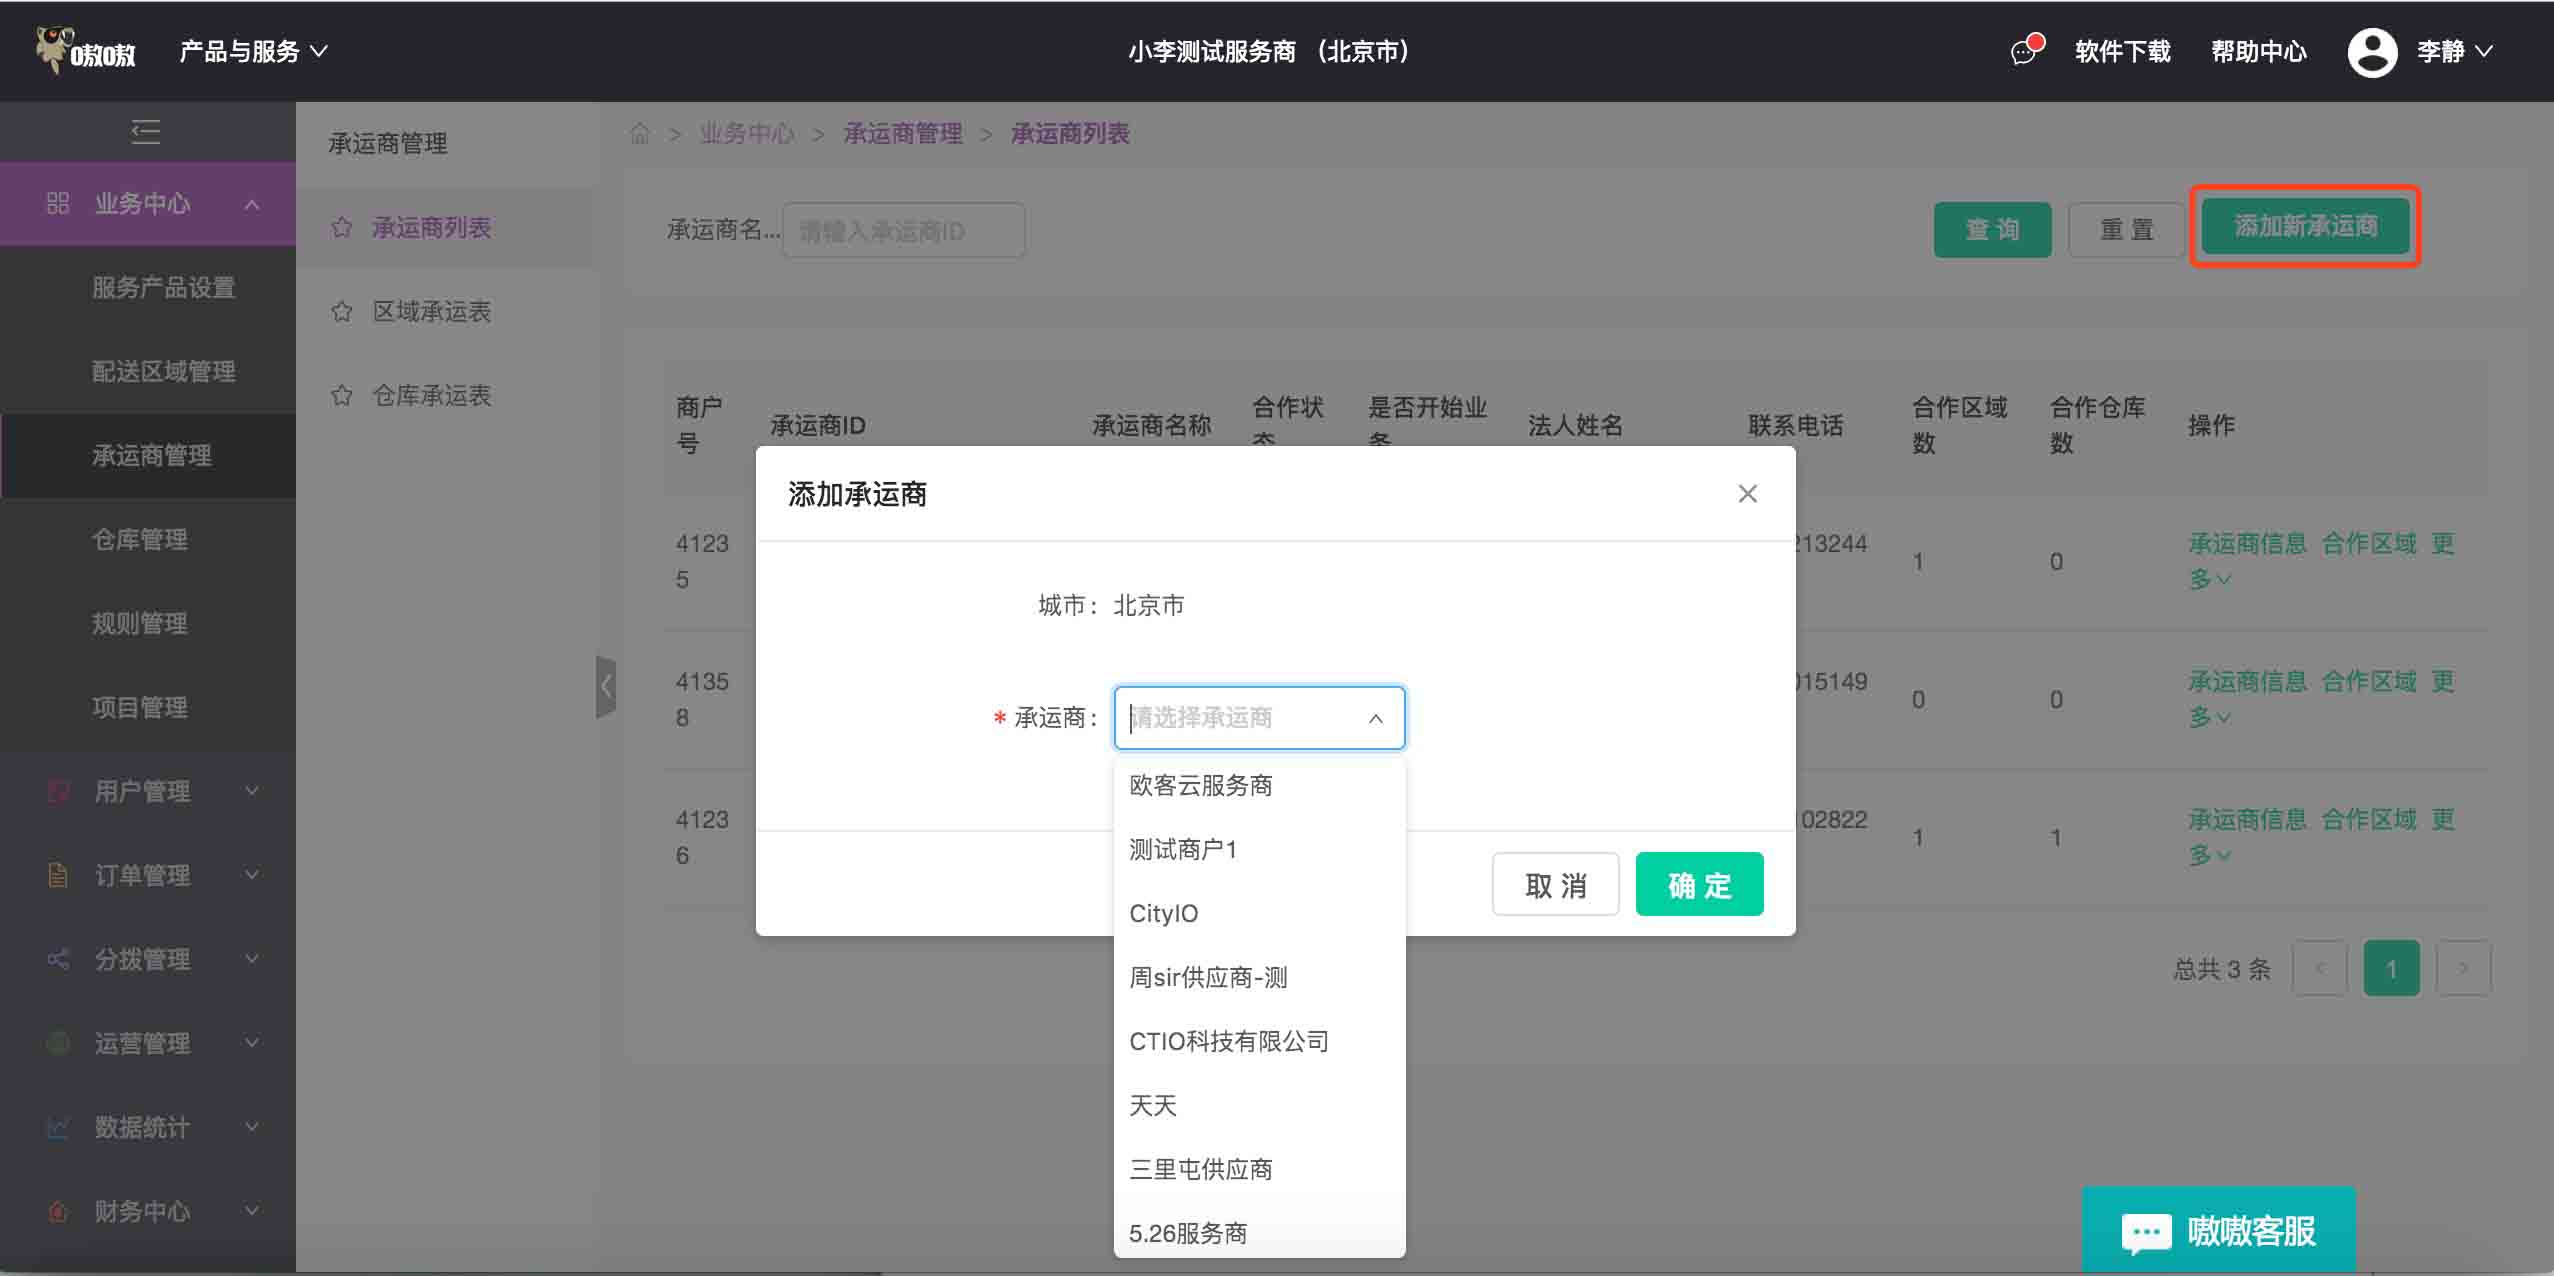 嗷嗷
产品与服务
小李测试服务商 （北京市）
软件下载
帮助中心
李静
业务中心
服务产品设置
配送区域管理
承运商管理
仓库管理
规则管理
项目管理
用户管理
订单管理
分拨管理
运营管理
数据统计
财务中心
承运商管理
承运商列表
区域承运表
仓库承运表
> 业务中心 > 承运商管理 > 承运商列表
承运商名...
请输入承运商ID
查 询
重 置
添加新承运商
商户号
承运商ID
承运商名称
合作状态
是否开始业务
法人姓名
联系电话
合作区域数
合作仓库数
操作
41235
213244
1
0
承运商信息 合作区域 更多
41358
015149
0
0
承运商信息 合作区域 更多
41236
102822
1
1
承运商信息 合作区域 更多
总共 3 条
<
1
>
添加承运商
城市： 北京市
* 承运商：
请选择承运商
欧客云服务商
测试商户1
CityIO
周sir供应商-测
CTIO科技有限公司
天天
三里屯供应商
5.26服务商
取 消
确 定
嗷嗷客服